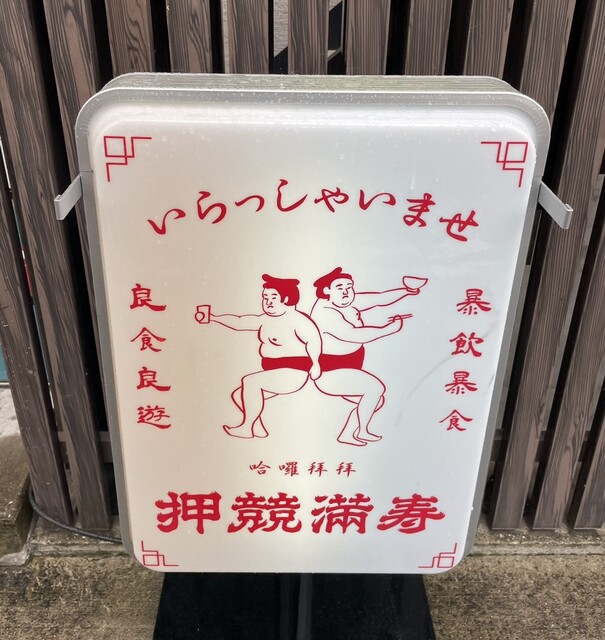 いらっしゃいませ
暴飲暴食
良食良遊
哈囉拜拜
押競満寿